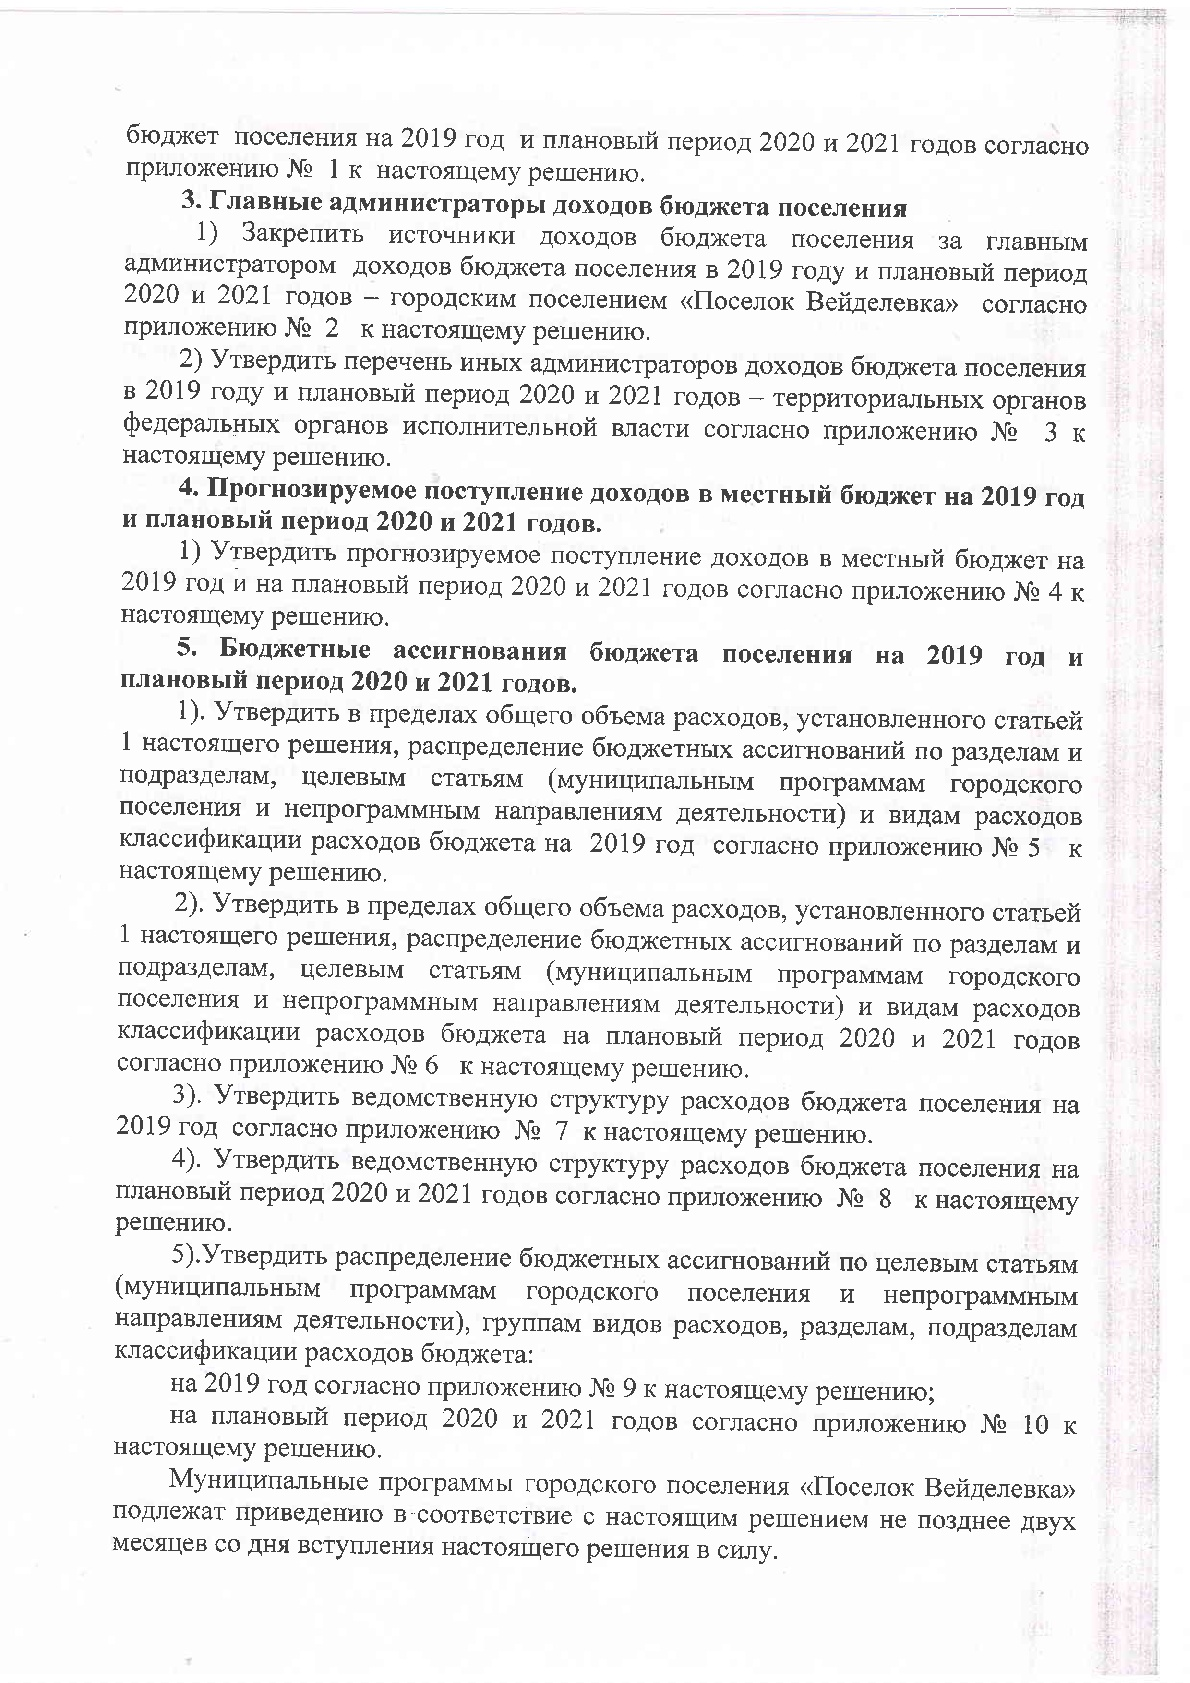 бюджет поселения на 2019 год и плановый период 2020 и 2021 годов согласно
приложению № 1 к настоящему решению.
3. Главные администраторы доходов бюджета поселения
1) Закрепить источники доходов бюджета поселения за главным
администратором доходов бюджета поселения в 2019 году и плановый период
2020 и 2021 годов – городским поселением «Поселок Вейделевка» согласно
приложению № 2 к настоящему решению.
2) Утвердить перечень иных администраторов доходов бюджета поселения
в 2019 году и плановый период 2020 и 2021 годов – территориальных органов
федеральных органов исполнительной власти согласно приложению № 3 к
настоящему решению.
4. Прогнозируемое поступление доходов в местный бюджет на 2019 год
и плановый период 2020 и 2021 годов.
1) Утвердить прогнозируемое поступление доходов в местный бюджет на
2019 год и на плановый период 2020 и 2021 годов согласно приложению № 4 к
настоящему решению.
5. Бюджетные ассигнования бюджета поселения на 2019 год и
плановый период 2020 и 2021 годов.
1). Утвердить в пределах общего объема расходов, установленного статьей
1 настоящего решения, распределение бюджетных ассигнований по разделам и
подразделам, целевым статьям (муниципальным программам городского
поселения и непрограммным направлениям деятельности) и видам расходов
классификации расходов бюджета на 2019 год согласно приложению № 5 к
настоящему решению.
2). Утвердить в пределах общего объема расходов, установленного статьей
1 настоящего решения, распределение бюджетных ассигнований по разделам и
подразделам, целевым статьям (муниципальным программам городского
поселения и непрограммным направлениям деятельности) и видам расходов
классификации расходов бюджета на плановый период 2020 и 2021 годов
согласно приложению № 6 к настоящему решению.
3). Утвердить ведомственную структуру расходов бюджета поселения на
2019 год согласно приложению № 7 к настоящему решению.
4). Утвердить ведомственную структуру расходов бюджета поселения на
плановый период 2020 и 2021 годов согласно приложению № 8 к настоящему
решению.
5).Утвердить распределение бюджетных ассигнований по целевым статьям
(муниципальным программам городского поселения и непрограммным
направлениям деятельности), группам видов расходов, разделам, подразделам
классификации расходов бюджета:
на 2019 год согласно приложению № 9 к настоящему решению;
на плановый период 2020 и 2021 годов согласно приложению № 10 к
настоящему решению.
Муниципальные программы городского поселения «Поселок Вейделевка»
подлежат приведению в соответствие с настоящим решением не позднее двух
месяцев со дня вступления настоящего решения в силу.